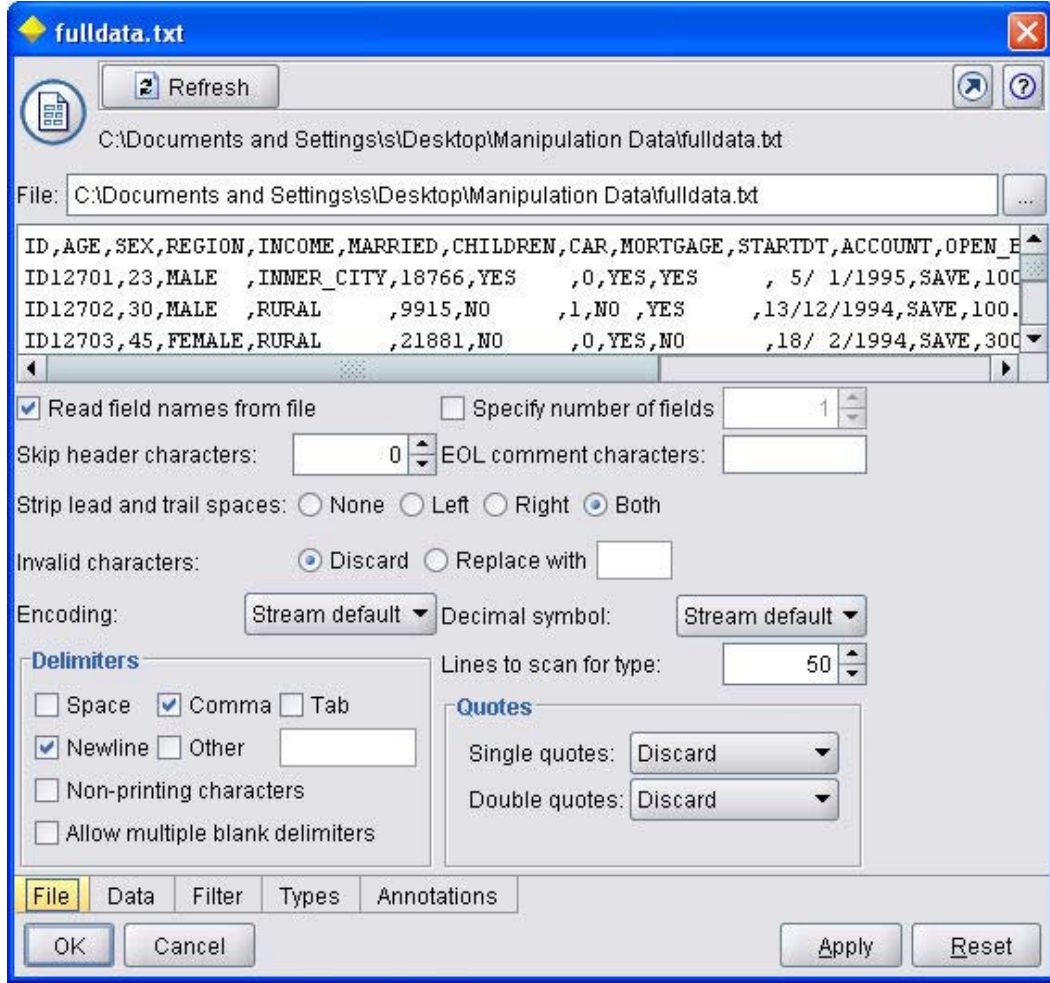 fulldata.txt
Refresh
C:\Documents and Settings\s\Desktop\Manipulation Data\fulldata.txt
File: C:\Documents and Settings\s\Desktop\Manipulation Data\fulldata.txt ...
ID,AGE,SEX,REGION,INCOME,MARRIED,CHILDREN,CAR,MORTGAGE,STARTDT,ACCOUNT,OPEN_
ID12701,23,MALE ,INNER_CITY,18766,YES ,0,YES,YES , 5/ 1/1995,SAVE,100
ID12702,30,MALE ,RURAL ,9915,NO ,1,NO ,YES ,13/12/1994,SAVE,100.
ID12703,45,FEMALE,RURAL ,21881,NO ,0,YES,NO ,18/ 2/1994,SAVE,300
Read field names from file Specify number of fields 1
Skip header characters: 0 EOL comment characters:
Strip lead and trail spaces: None Left Right Both
Invalid characters: Discard Replace with
Encoding: Stream default Decimal symbol: Stream default
Delimiters Lines to scan for type: 50
Space Comma Tab
Newline Other
Non-printing characters
Allow multiple blank delimiters
Quotes
Single quotes: Discard
Double quotes: Discard
File Data Filter Types Annotations
OK Cancel Apply Reset